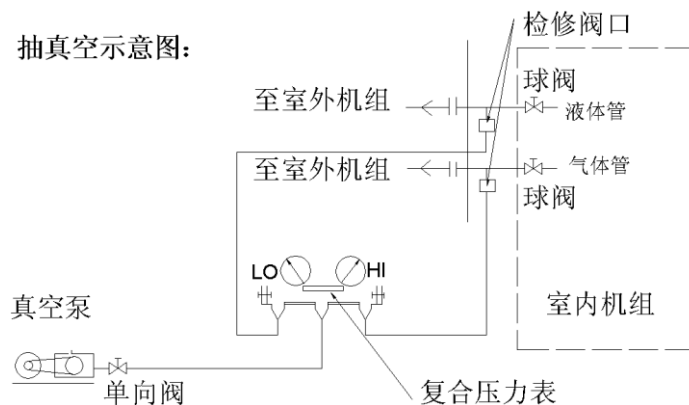 抽真空示意图：
检修阀口
至室外机组
球阀
液体管
至室外机组
气体管
球阀
LO
HI
真空泵
室内机组
单向阀
复合压力表